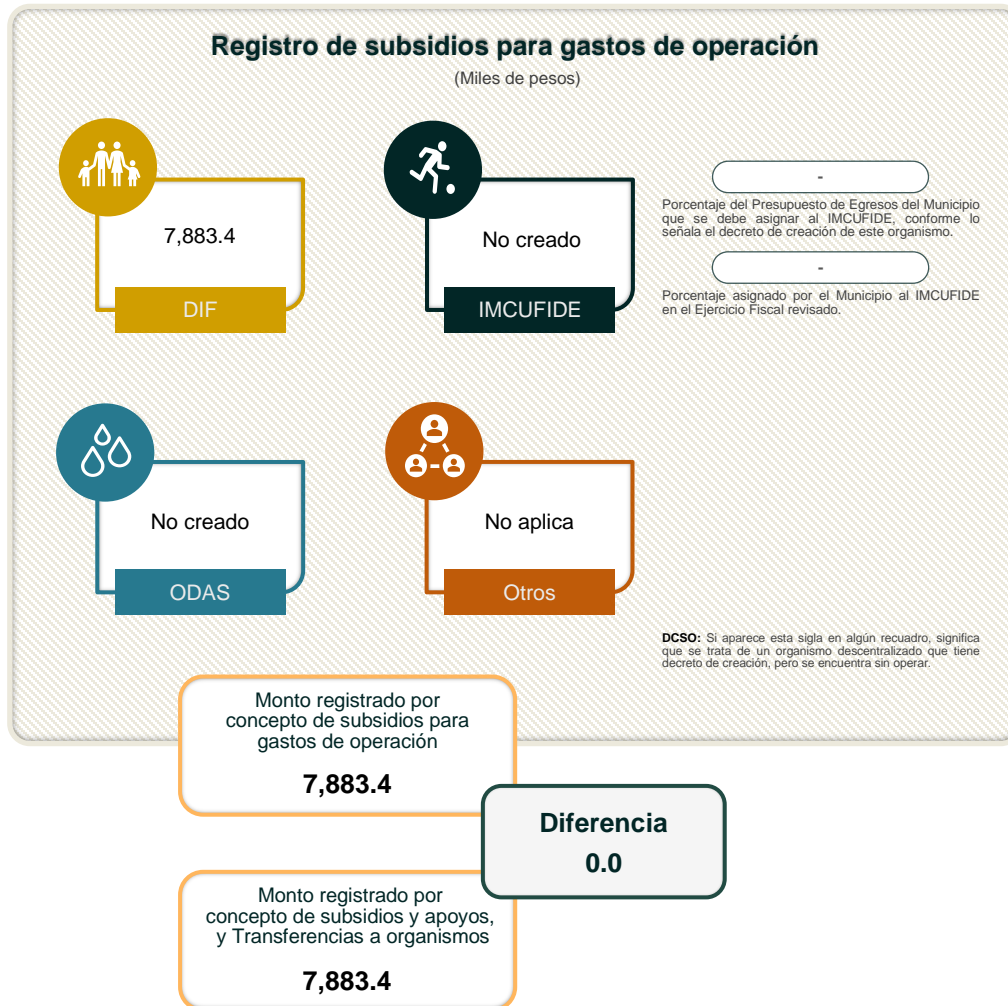 Registro de subsidios para gastos de operación
(Miles de pesos)
7,883.4
DIF
No creado
IMCUFIDE
-
Porcentaje del Presupuesto de Egresos del Municipio
que se debe asignar al IMCUFIDE, conforme lo
señala el decreto de creación de este organismo.
-
Porcentaje asignado por el Municipio al IMCUFIDE
en el Ejercicio Fiscal revisado.
No creado
ODAS
No aplica
Otros
DCSO: Si aparece esta sigla en algún recuadro, significa
que se trata de un organismo descentralizado que tiene
decreto de creación, pero se encuentra sin operar.
Monto registrado por
concepto de subsidios para
gastos de operación
7,883.4
Diferencia
0.0
Monto registrado por
concepto de subsidios y apoyos,
y Transferencias a organismos
7,883.4